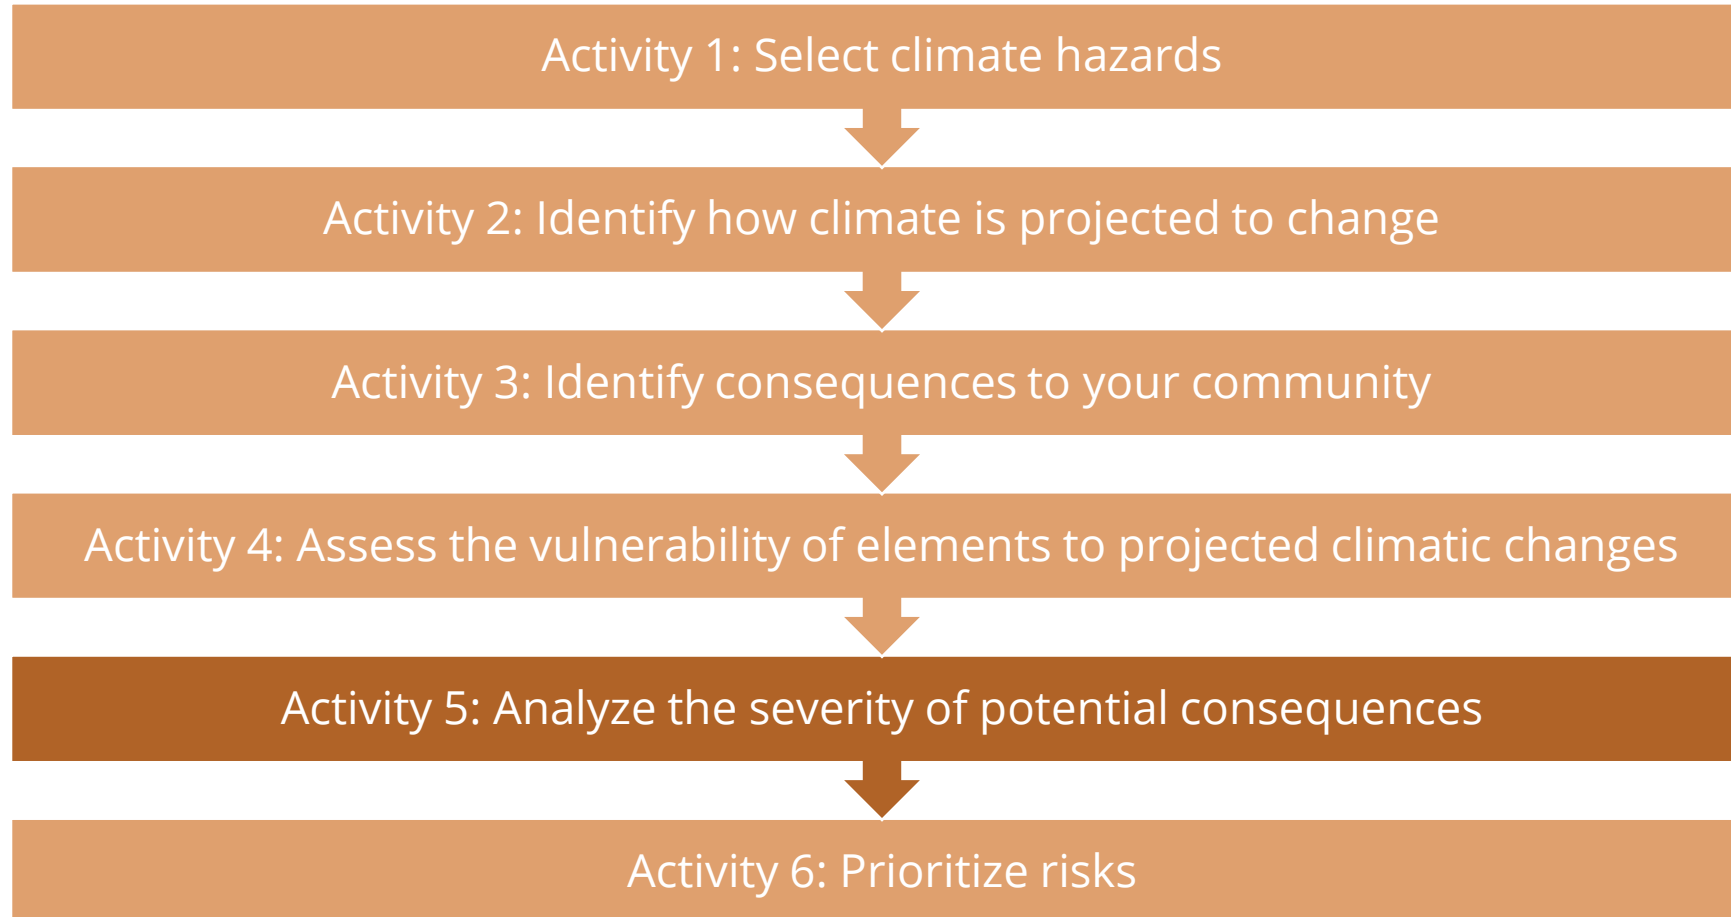 Activity 1: Select climate hazards
Activity 2: Identify how climate is projected to change
Activity 3: Identify consequences to your community
Activity 4: Assess the vulnerability of elements to projected climatic changes
Activity 5: Analyze the severity of potential consequences
Activity 6: Prioritize risks